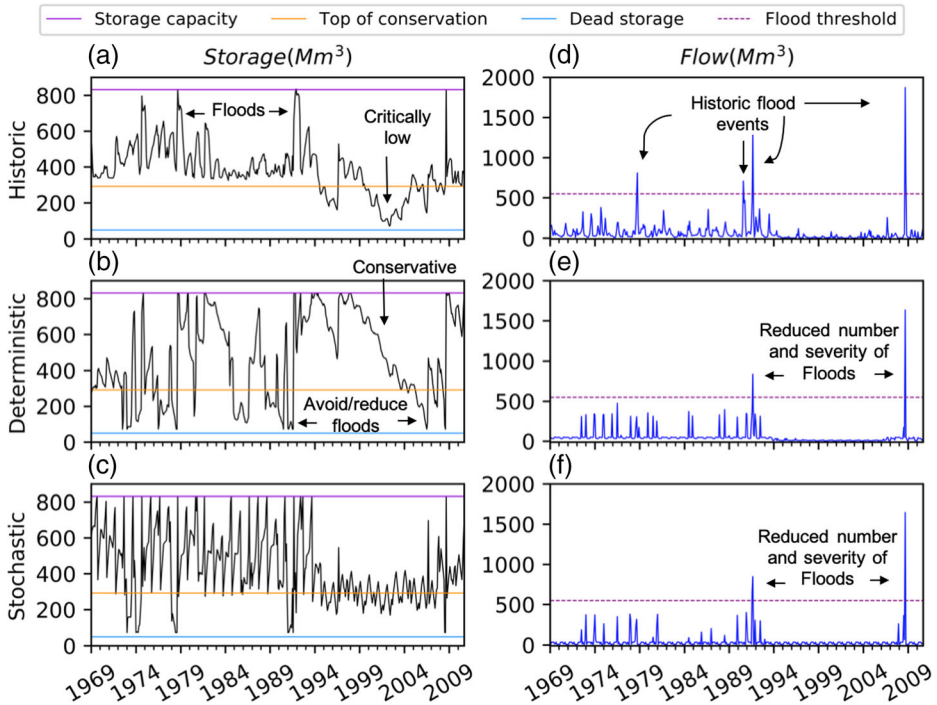 Storage capacity Top of conservation Dead storage Flood threshold
(a) Storage(Mm³) (d) Flow(Mm³)
Historic
800
600
400
200
0
Floods
Critically
low
2000
1500
1000
500
0
Historic flood
events
(b)
Deterministic
800
600
400
200
0
Conservative
Avoid/reduce
floods
(e)
2000
1500
1000
500
0
Reduced number
and severity of
Floods
(c)
Stochastic
800
600
400
200
0
1969 1974 1979 1984 1989 1994 1999 2004 2009
(f)
2000
1500
1000
500
0
Reduced number
and severity of
Floods
1969 1974 1979 1984 1989 1994 1999 2004 2009